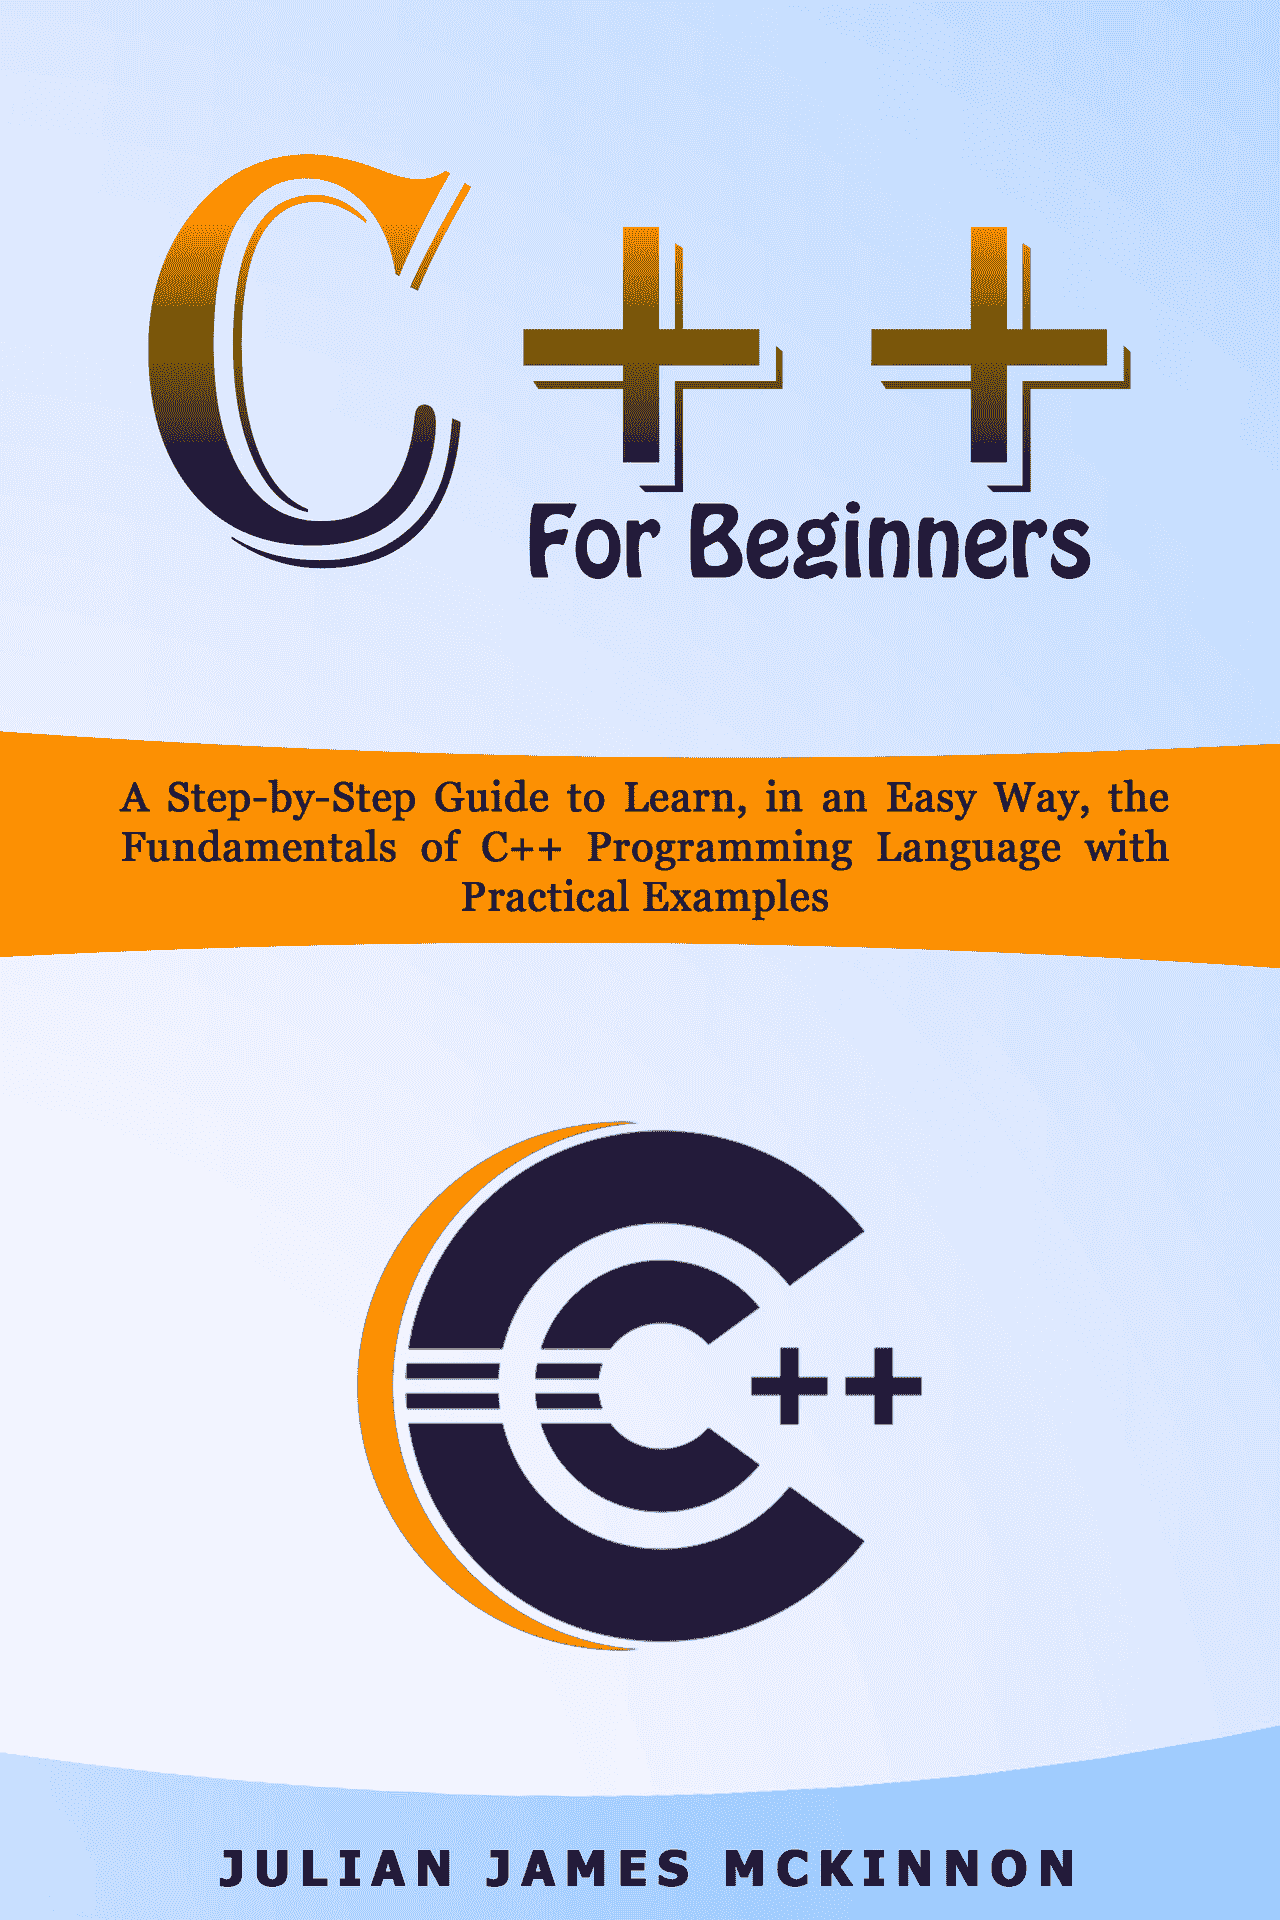 C++
For Beginners
A Step-by-Step Guide to Learn, in an Easy Way, the
Fundamentals of C++ Programming Language with
Practical Examples
CC++
JULIAN JAMES MCKINNON